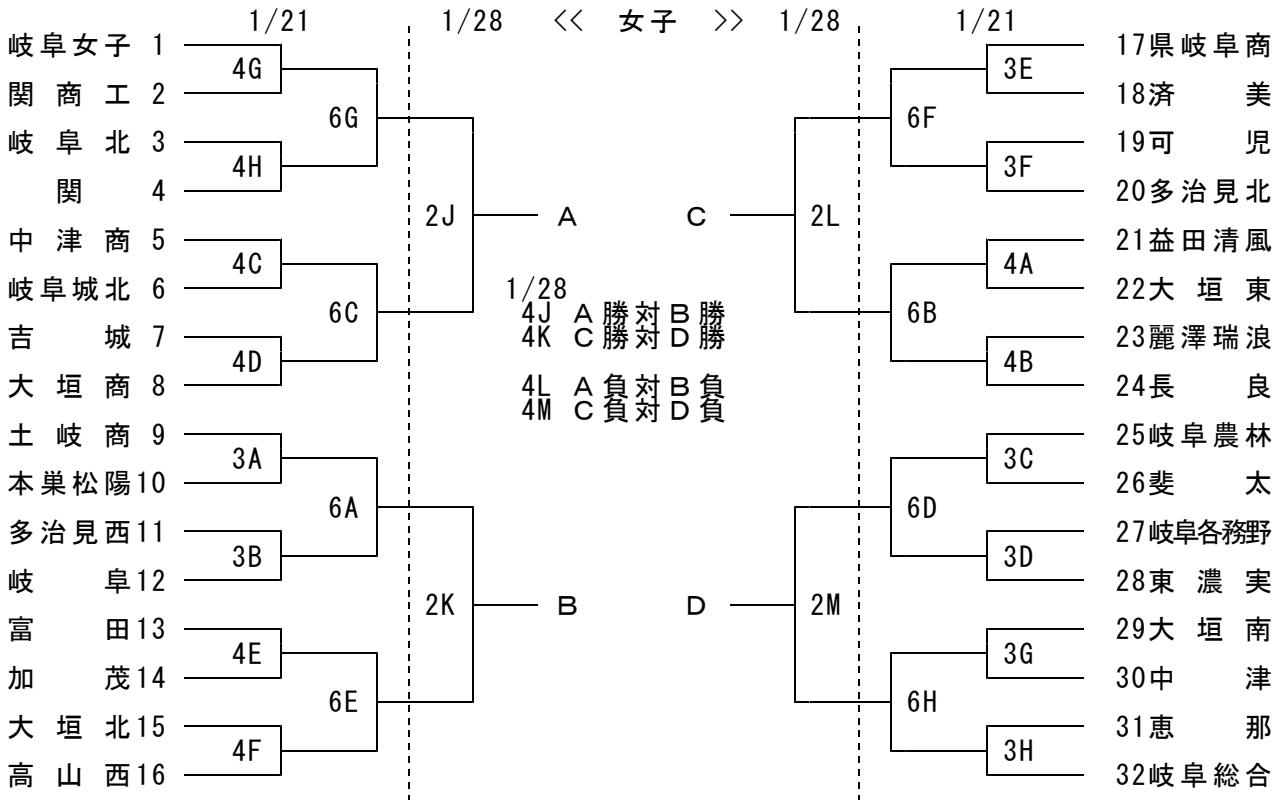 1/21 1/28 << 女子 >> 1/28 1/21
岐阜女子 1
関商工 2
岐阜北 3
関 4
中津商 5
岐阜城北 6
吉城 7
大垣商 8
土岐商 9
本巣松陽10
多治見西11
岐阜12
富田13
加茂14
大垣北15
高山西16
4G
4H
4C
4D
3A
3B
4E
4F
6G
6C
6A
6E
2J
2K
A
B
1/28
4J A勝対B勝
4K C勝対D勝
4L A負対B負
4M C負対D負
C
D
2L
2M
6F
6B
6D
6H
3E
3F
4A
4B
3C
3D
3G
3H
17県岐阜商
18済美
19可児
20多治見北
21益田清風
22大垣東
23麗澤瑞浪
24長良
25岐阜農林
26斐太
27岐阜各務野
28東濃実
29大垣南
30中津
31恵那
32岐阜総合